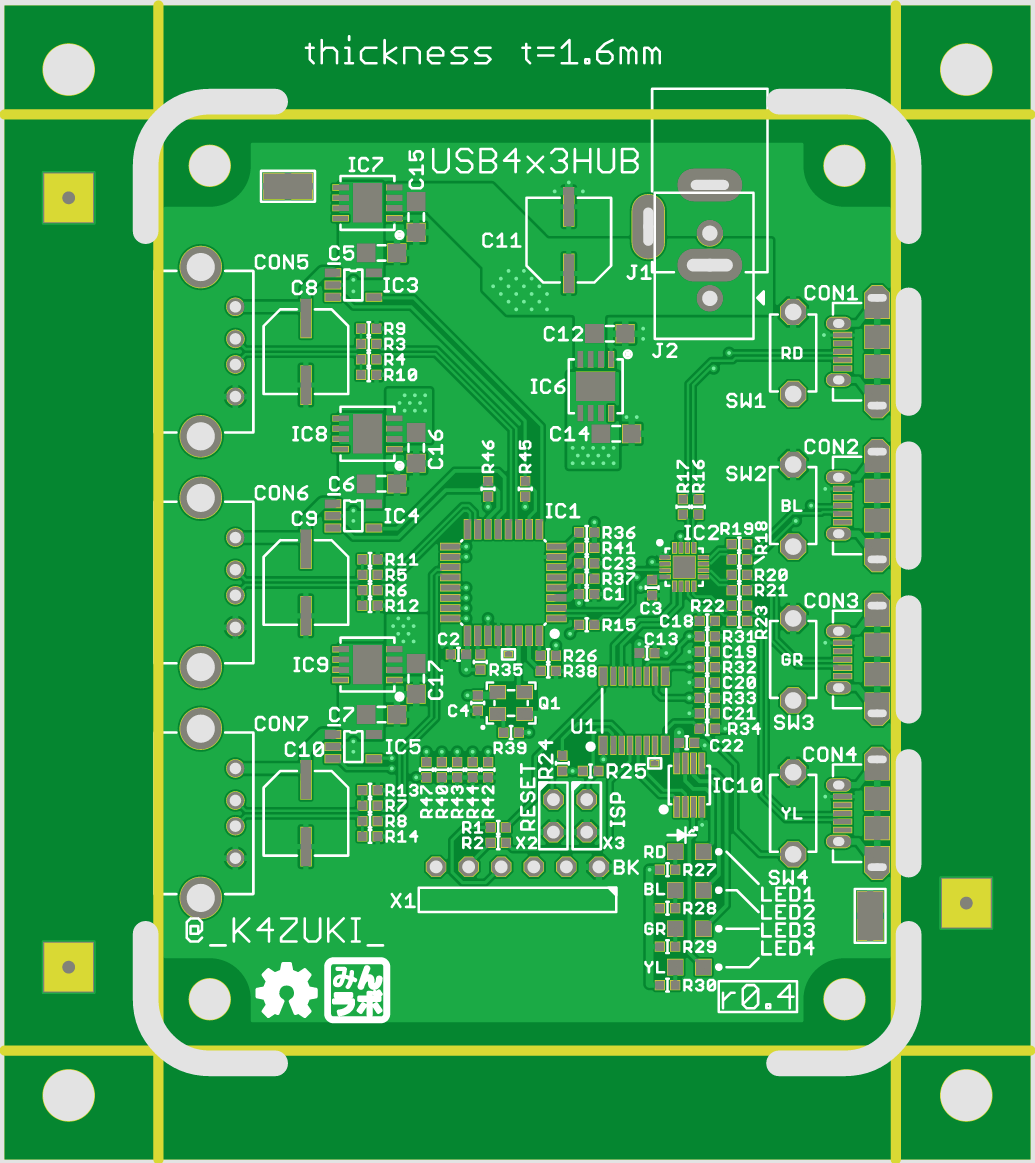 thickness t=1.6mm
USB4x3HUB
IC7
C15
C5
CON5
C8
IC3
C11
J1
J2
CON1
R9
R3
R4
R10
C12
RD
IC6
SW1
IC8
C16
C14
R46
R45
R17
R16
CON2
SW2
C6
CON6
C9
IC4
IC1
BL
R36
R41
C23
R37
C1
R15
IC2
R19
R18
R20
R21
R22
R23
C3
C18
R11
R5
R6
R12
CON3
IC9
C17
C2
R35
R26
R38
C13
R31
C19
R32
C20
R33
C21
R34
GR
SW3
C7
CON7
C10
IC5
C4
Q1
R39
U1
C22
CON4
R13
R7
R8
R14
R47
R40
R43
R44
R42
R24
R25
IC10
RESET
ISP
R1
R2
X2
X3
YL
SW4
BK
X1
RD
R27
BL
R28
GR
R29
YL
R30
LED1
LED2
LED3
LED4
@_K4ZUKI_
みん
ラボ
r0.4